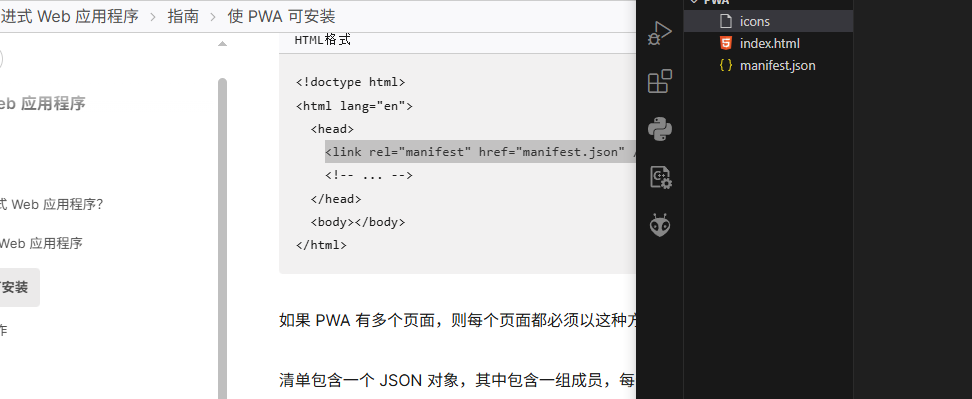 进式 Web 应用程序 > 指南 > 使 PWA 可安装
eb 应用程序
式 Web 应用程序?
Web 应用程序
可安装
作
HTML格式
<!doctype html>
<html lang="en">
<head>
<link rel="manifest" href="manifest.json" /
<!-- ... -->
</head>
<body></body>
</html>
如果 PWA 有多个页面，则每个页面都必须以这种方
清单包含一个 JSON 对象，其中包含一组成员，每
PWA
icons
index.html
manifest.json